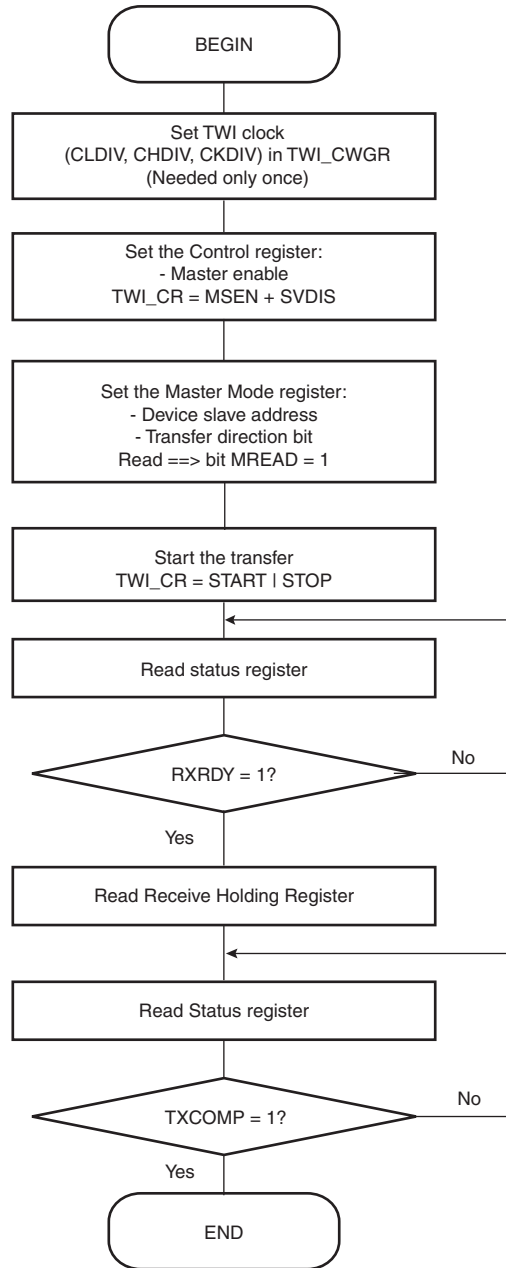 BEGIN
Set TWI clock
(CLDIV, CHDIV, CKDIV) in TWI_CWGR
(Needed only once)
Set the Control register:
- Master enable
TWI_CR = MSEN + SVDIS
Set the Master Mode register:
- Device slave address
- Transfer direction bit
Read ==> bit MREAD = 1
Start the transfer
TWI_CR = START | STOP
Read status register
RXRDY = 1?
No
Yes
Read Receive Holding Register
Read Status register
TXCOMP = 1?
No
Yes
END